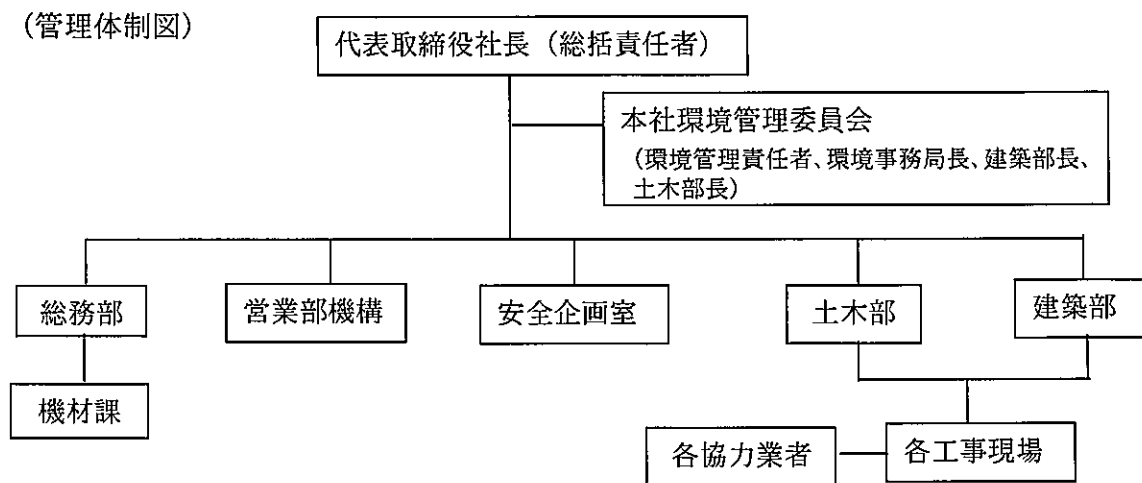 (管理体制図)
代表取締役社長(総括責任者)
本社環境管理委員会
(環境管理責任者、環境事務局長、建築部長、
土木部長)
総務部
営業部機構
安全企画室
土木部
建築部
機材課
各協力業者
各工事現場